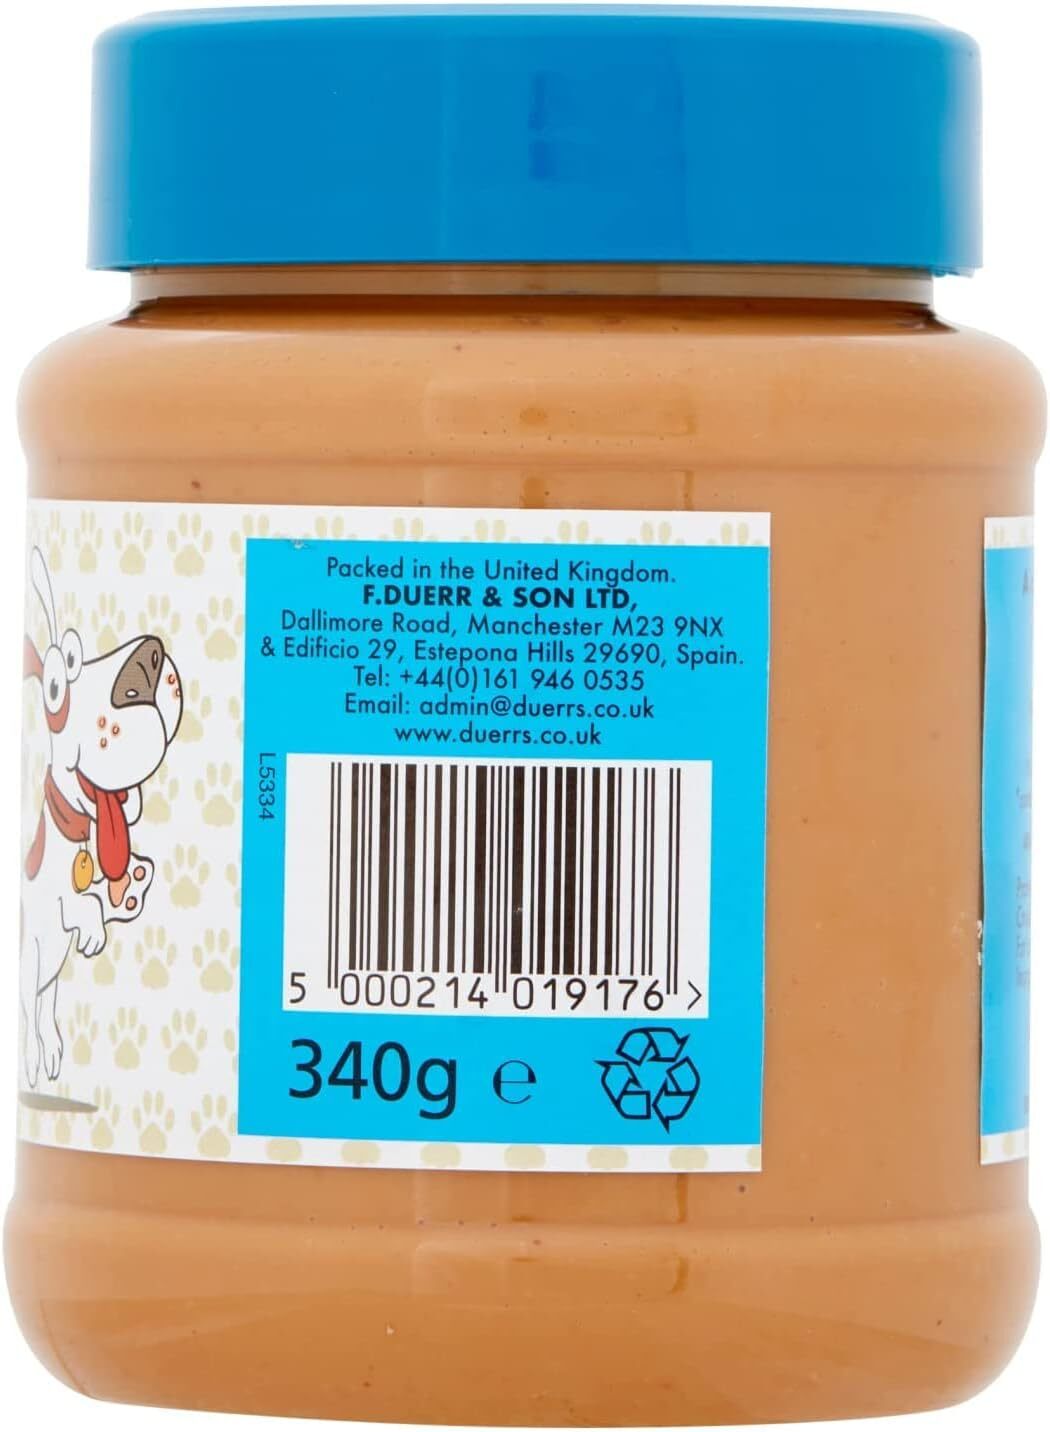 Packed in the United Kingdom.
F.DUERR & SON LTD,
Dallimore Road, Manchester M23 9NX
& Edificio 29, Estepona Hills 29690, Spain.
Tel: +44(0)161 946 0535
Email: admin@duerrs.co.uk
www.duerrs.co.uk
L5334
5 000214 019176 >
340g ℮